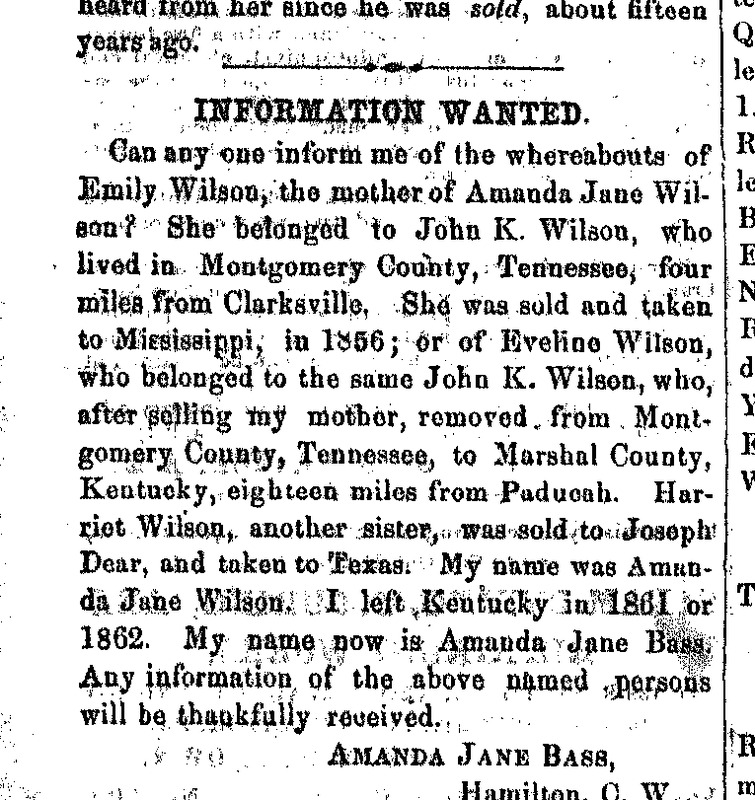 heard from her since he was sold, about fifteen
years ago.
INFORMATION WANTED.
Can any one inform me of the whereabouts of
Emily Wilson, the mother of Amanda Jane Wil-
son? She belonged to John K. Wilson, who
lived in Montgomery County, Tennessee, four
miles from Clarksville. She was sold and taken
to Mississippi, in 1856; or of Eveline Wilson,
who belonged to the same John K. Wilson, who,
after selling my mother, removed from Mont-
gomery County, Tennessee, to Marshal County,
Kentucky, eighteen miles from Paducah. Har-
riet Wilson, another sister, was sold to Joseph
Dear, and taken to Texas. My name was Aman-
da Jane Wilson. I left Kentucky in 1861 or
1862. My name now is Amanda Jane Bass.
Any information of the above named persons
will be thankfully received.
AMANDA JANE BASS,
Hamilton, C. W.